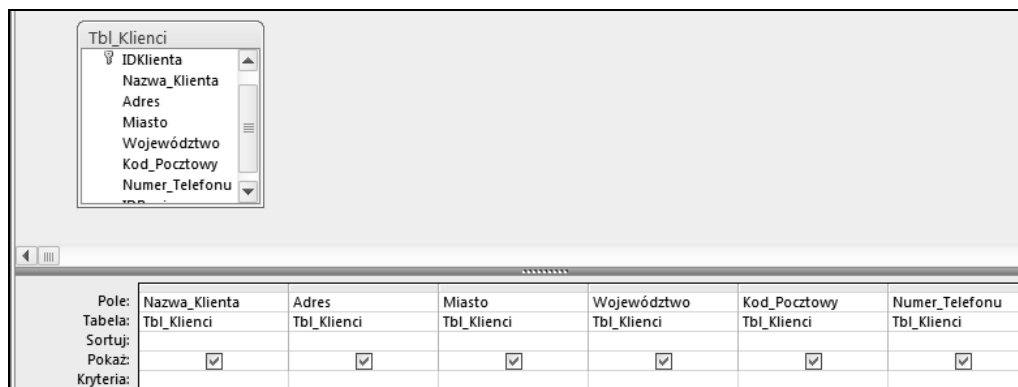 Tbl_Klienci
IDKlienta
Nazwa_Klienta
Adres
Miasto
Województwo
Kod_Pocztowy
Numer_Telefonu
Pole: Nazwa_Klienta Adres Miasto Województwo Kod_Pocztowy Numer_Telefonu
Tabela: Tbl_Klienci Tbl_Klienci Tbl_Klienci Tbl_Klienci Tbl_Klienci Tbl_Klienci
Sortuj:
Pokaż:
Kryteria: